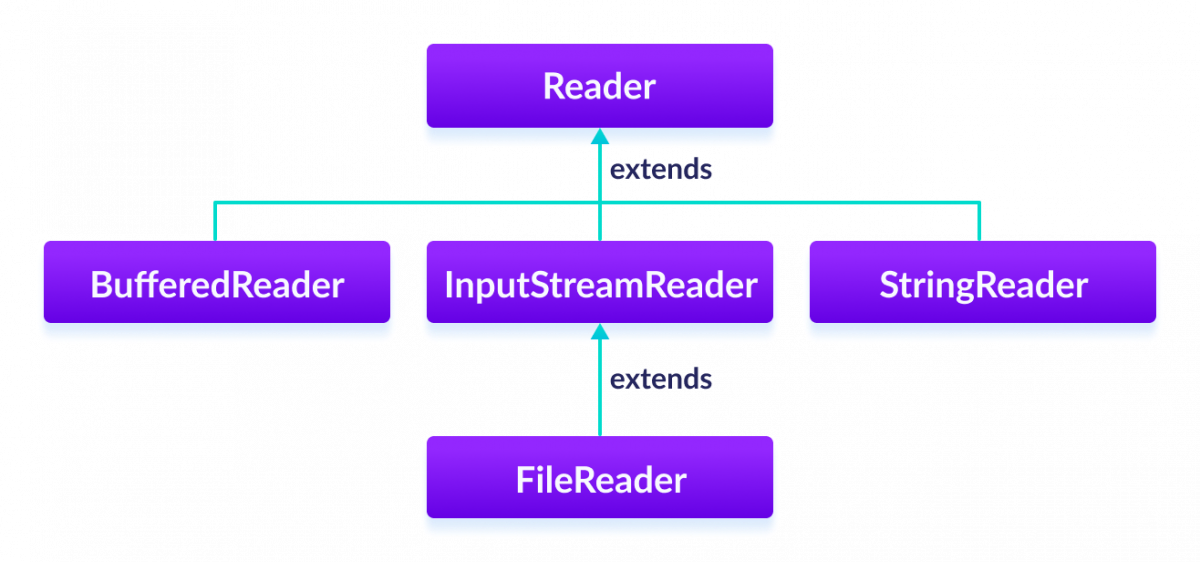 Reader
extends
BufferedReader
InputStreamReader
StringReader
extends
FileReader